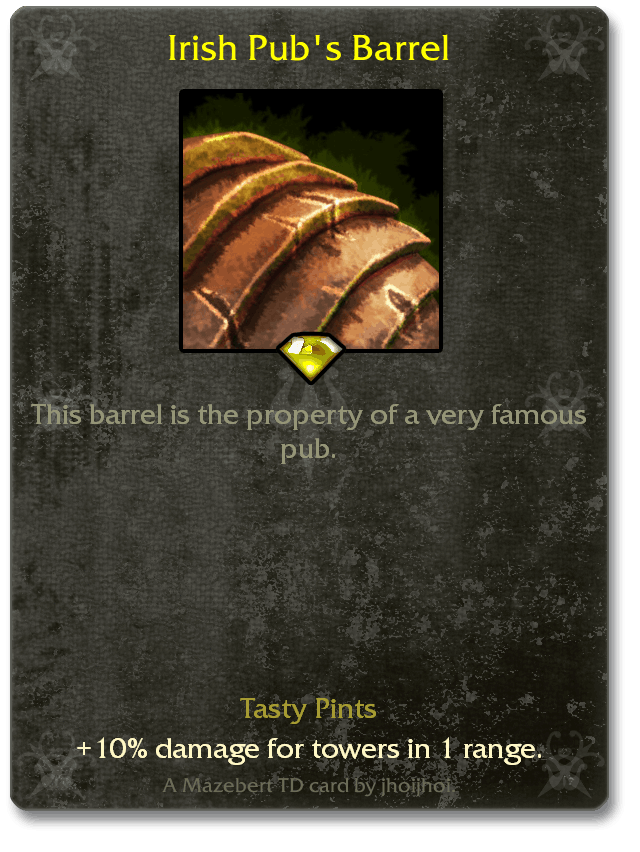 Irish Pub's Barrel
This barrel is the property of a very famous
pub.
Tasty Pints
+10% damage for towers in 1 range.
A Mazebert TD card by jhoijhoi.